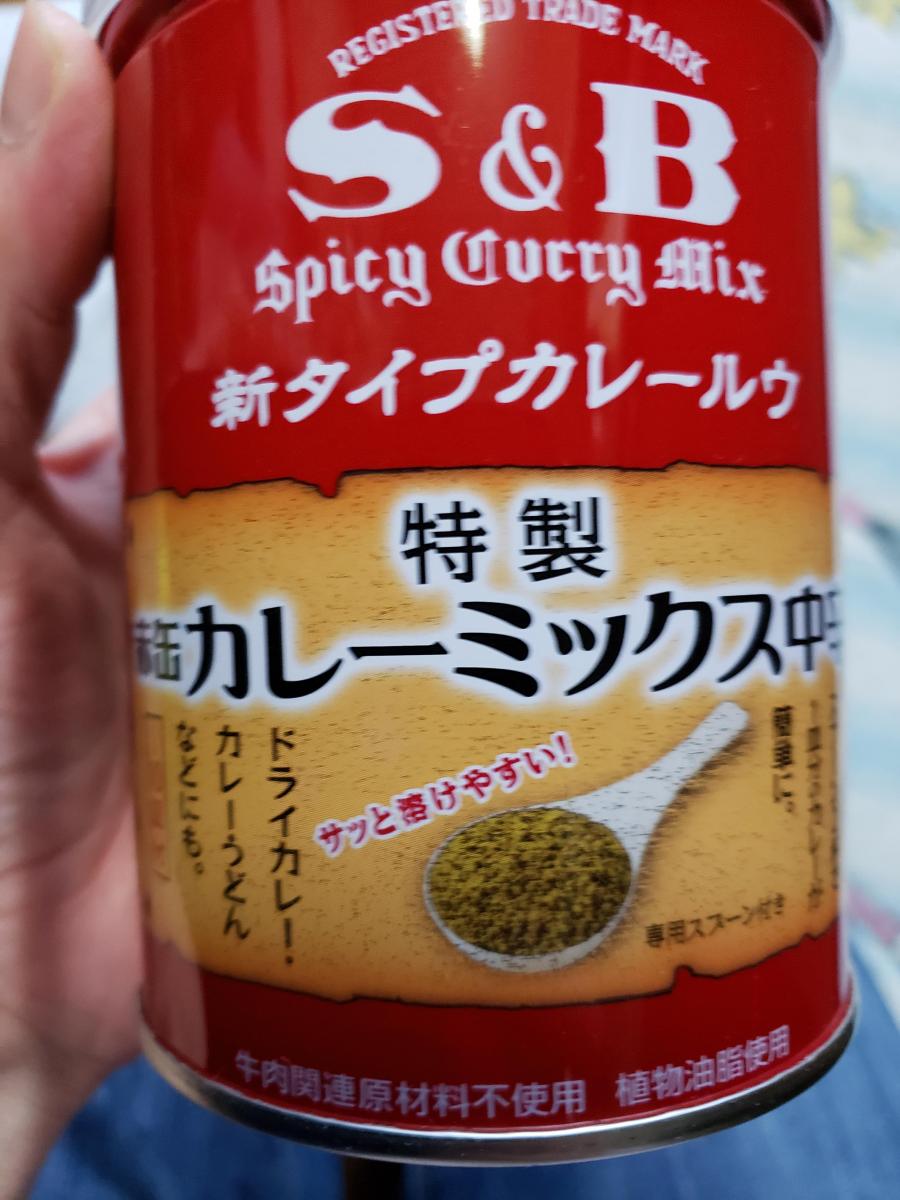 REGISTERED TRADE MARK
S & B
Spicy Curry Mix
新タイプカレールウ
特製
赤缶カレーミックス中辛
簡単に。
サッと溶けやすい!
ドライカレー、
カレーうどん
などにも。
専用スプーン付き
牛肉関連原材料不使用 植物油脂使用